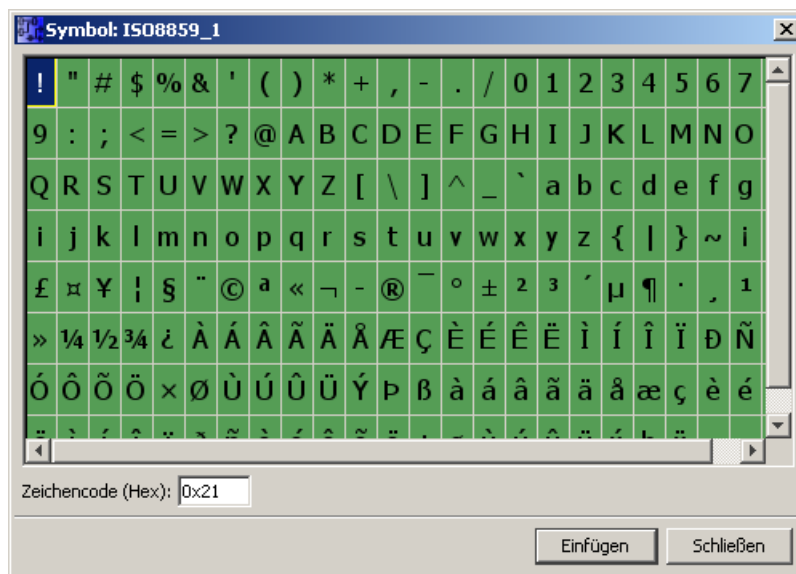 Symbol: ISO8859_1
! " # $ % & ' ( ) * + , - . / 0 1 2 3 4 5 6 7
9 : ; < = > ? @ A B C D E F G H I J K L M N O
Q R S T U V W X Y Z [ \ ] ^ _ ` a b c d e f g
i j k l m n o p q r s t u v w x y z { | } ~ ¡
£ ¤ ¥ ¦ § ¨ © ª « ¬ - ® ¯ ° ± ² ³ ´ µ ¶ · ¸ ¹
» ¼ ½ ¾ ¿ À Á Â Ã Ä Å Æ Ç È É Ê Ë Ì Í Î Ï Ð Ñ
Ó Ô Õ Ö × Ø Ù Ú Û Ü Ý Þ ß à á â ã ä å æ ç è é
Zeichencode (Hex): 0x21
Einfügen Schließen